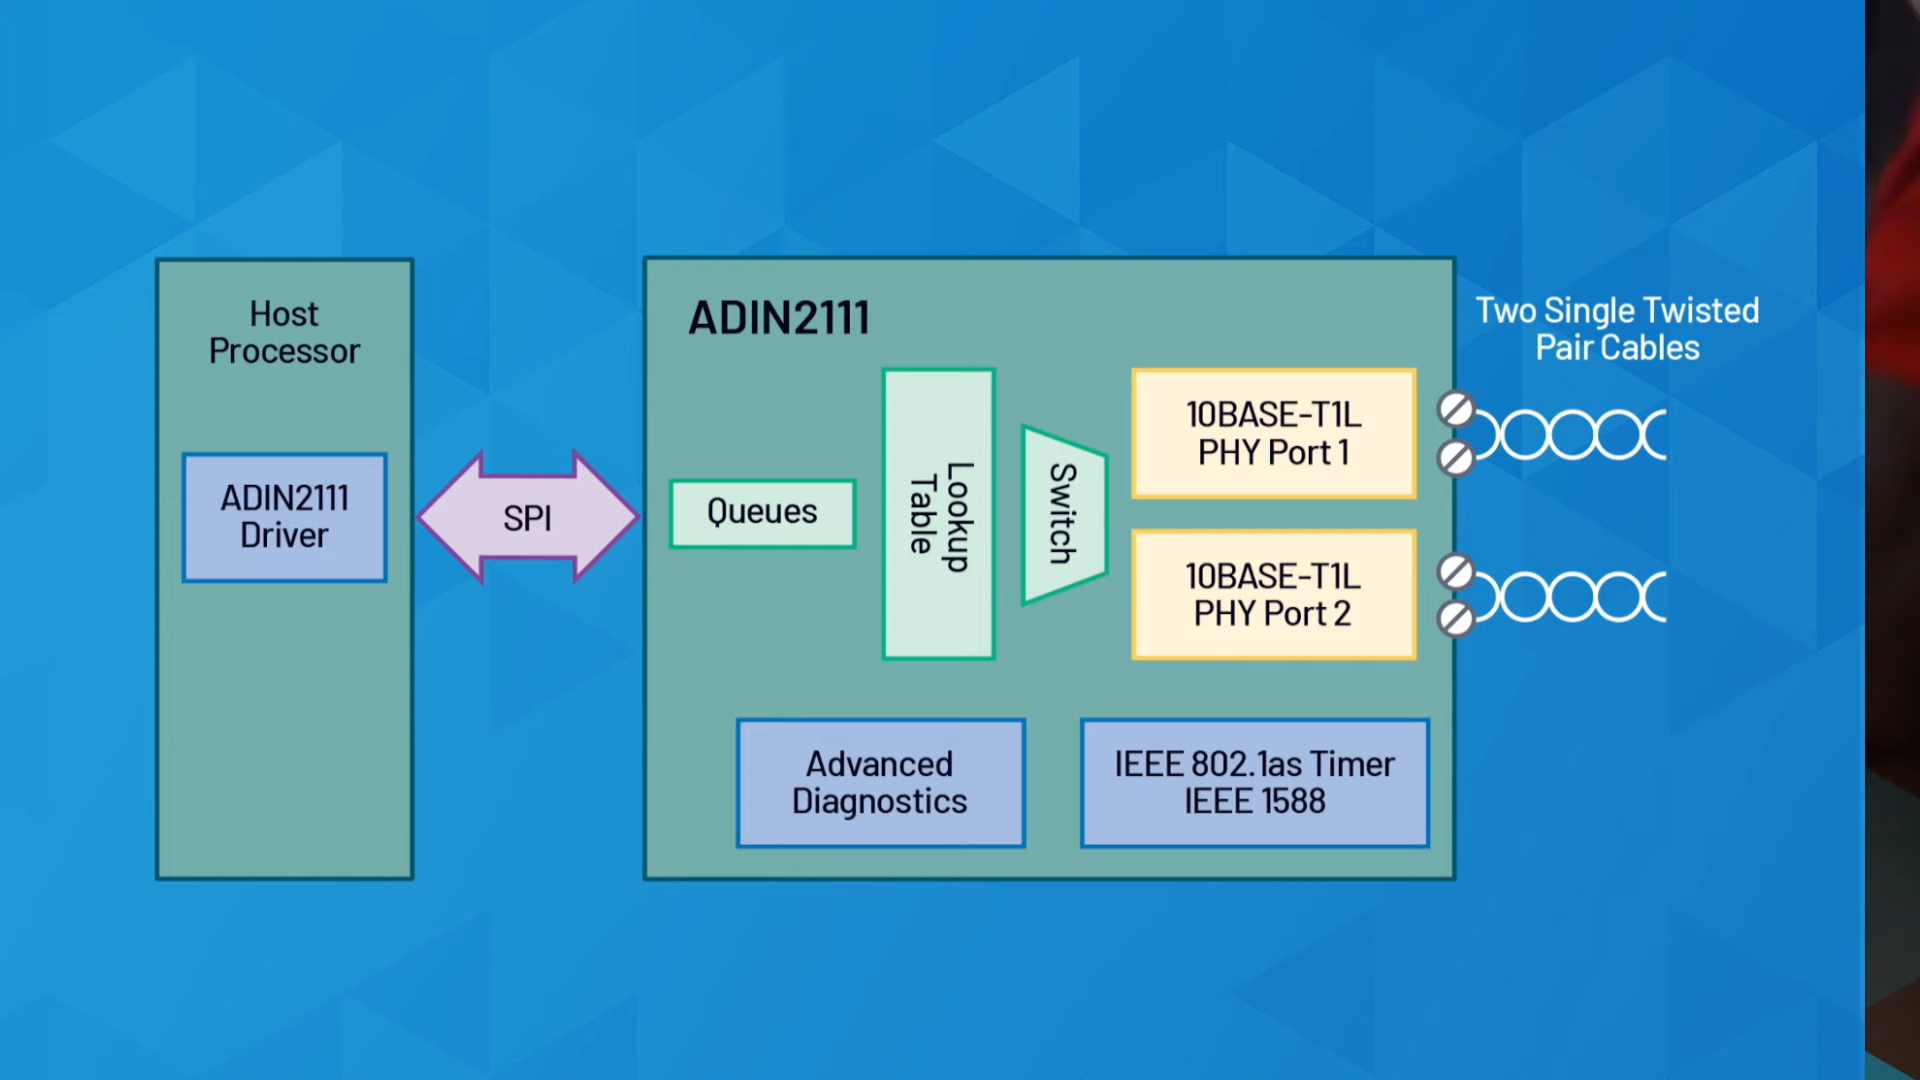 Host
Processor
ADIN2111
Driver
SPI
ADIN2111
Queues
Lookup
Table
Switch
10BASE-T1L
PHY Port 1
10BASE-T1L
PHY Port 2
Advanced
Diagnostics
IEEE 802.1as Timer
IEEE 1588
Two Single Twisted
Pair Cables